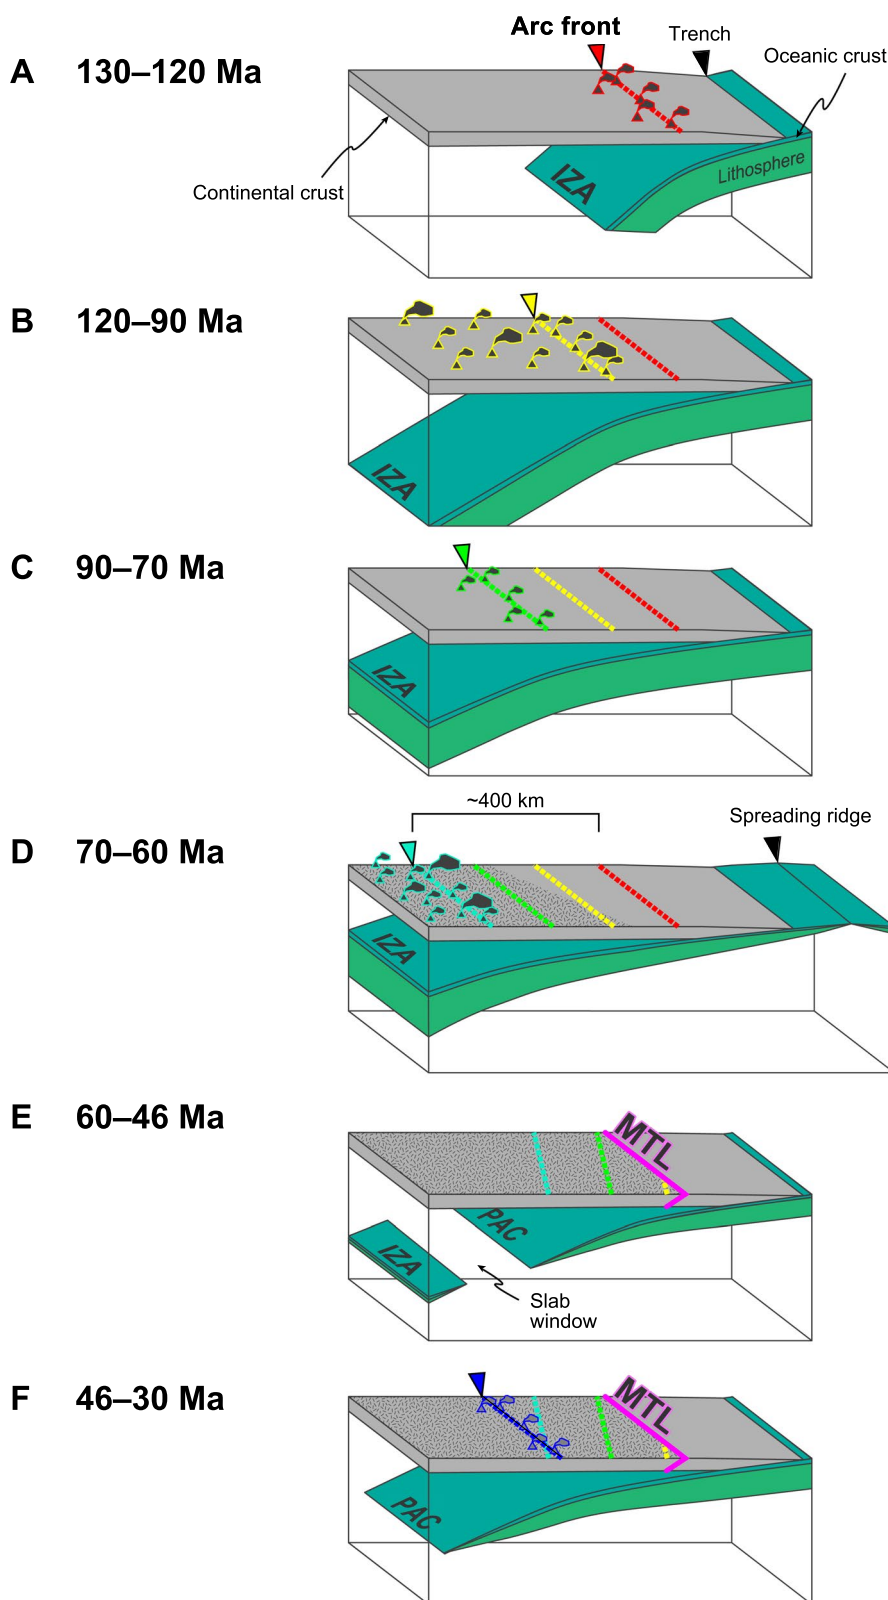 Arc front
Trench
Oceanic crust
A 130–120 Ma
Continental crust
IZA
Lithosphere
B 120–90 Ma
IZA
C 90–70 Ma
IZA
~400 km
Spreading ridge
D 70–60 Ma
IZA
E 60–46 Ma
MTL
PAC
IZA
Slab
window
F 46–30 Ma
MTL
PAC